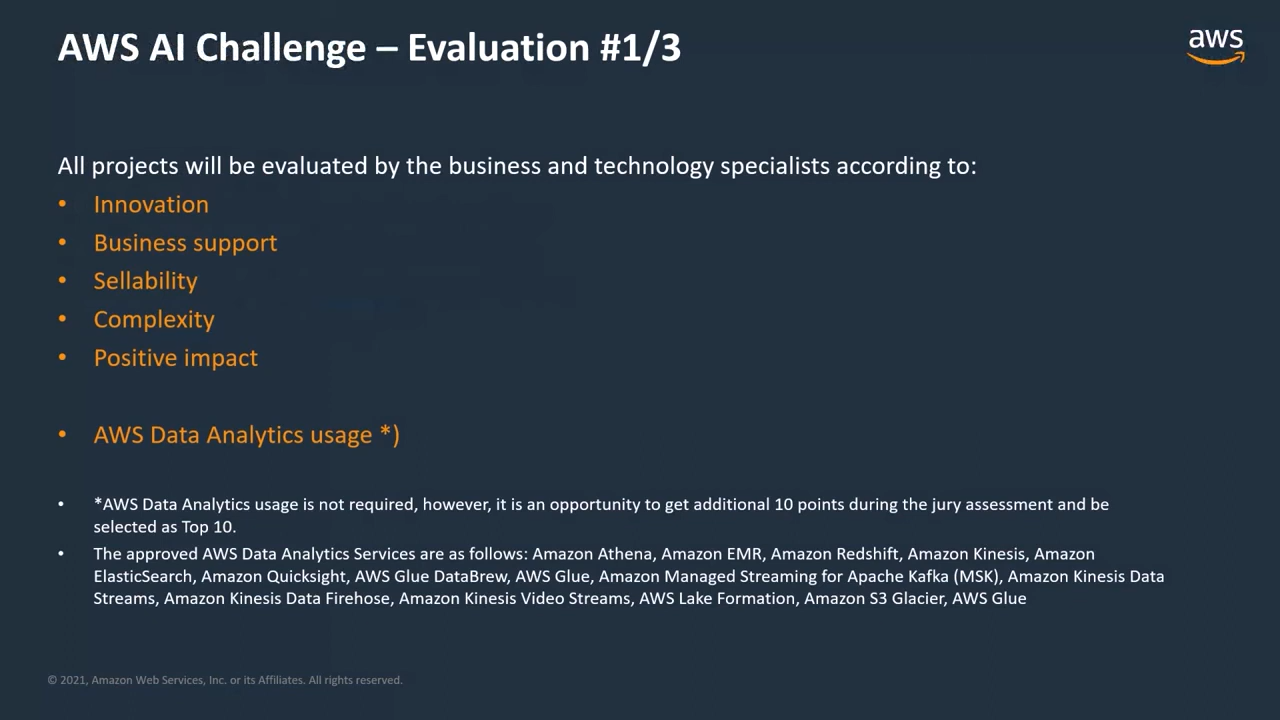 AWS AI Challenge – Evaluation #1/3
aws
All projects will be evaluated by the business and technology specialists according to:
• Innovation
• Business support
• Sellability
• Complexity
• Positive impact
• AWS Data Analytics usage *)
• *AWS Data Analytics usage is not required, however, it is an opportunity to get additional 10 points during the jury assessment and be
selected as Top 10.
• The approved AWS Data Analytics Services are as follows: Amazon Athena, Amazon EMR, Amazon Redshift, Amazon Kinesis, Amazon
ElasticSearch, Amazon Quicksight, AWS Glue DataBrew, AWS Glue, Amazon Managed Streaming for Apache Kafka (MSK), Amazon Kinesis Data
Streams, Amazon Kinesis Data Firehose, Amazon Kinesis Video Streams, AWS Lake Formation, Amazon S3 Glacier, AWS Glue
© 2021, Amazon Web Services, Inc. or its Affiliates. All rights reserved.